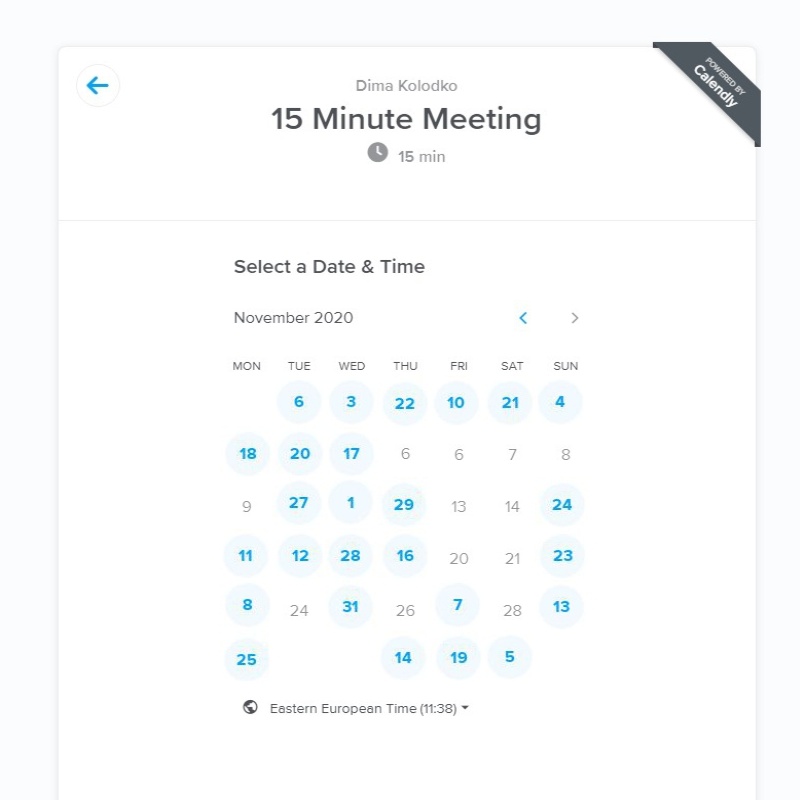 POWERED BY
Calendly
Dima Kolodko
15 Minute Meeting
15 min
Select a Date & Time
November 2020
MON TUE WED THU FRI SAT SUN
6 3 22 10 21 4
18 20 17 6 6 7 8
9 27 1 29 13 14 24
11 12 28 16 20 21 23
8 24 31 26 7 28 13
25 14 19 5
Eastern European Time (11:38)